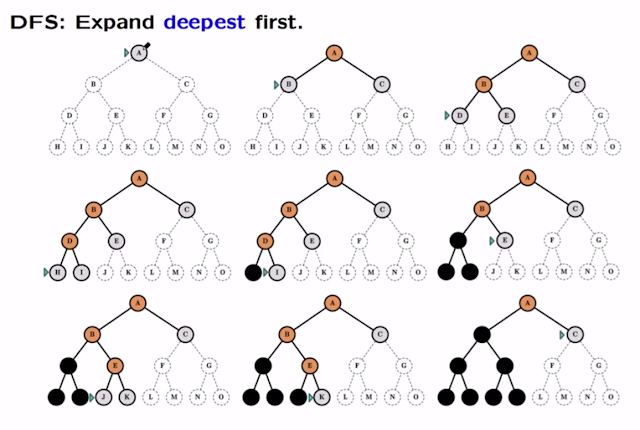 DFS: Expand deepest first.
A A A
B C B C B C
D E F G D E F G D E F G
H I J K L M N O H I J K L M N O H I J K L M N O
A A A
B C B C B C
D E F G D E F G E F G
H I J K L M N O I J K L M N O J K L M N O
A A A
B C B C C
E F G E F G F G
J K L M N O K L M N O L M N O